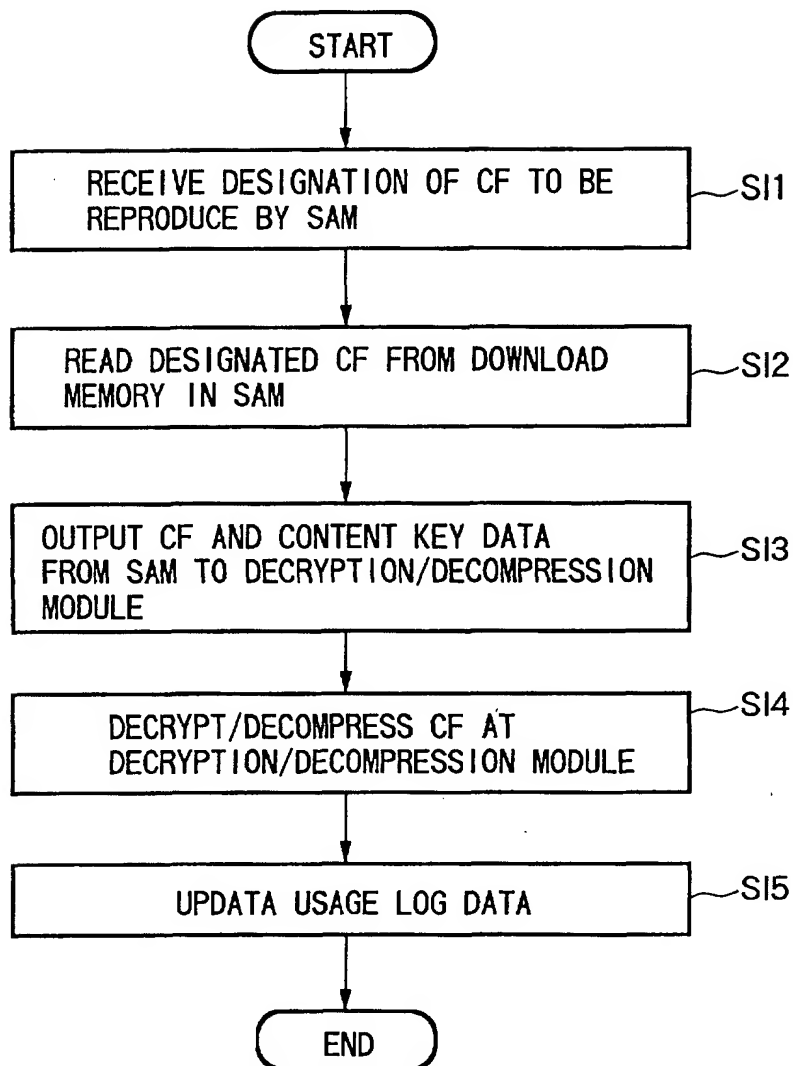 START
RECEIVE DESIGNATION OF CF TO BE
REPRODUCE BY SAM
SI1
READ DESIGNATED CF FROM DOWNLOAD
MEMORY IN SAM
SI2
OUTPUT CF AND CONTENT KEY DATA
FROM SAM TO DECRYPTION/DECOMPRESSION
MODULE
SI3
DECRYPT/DECOMPRESS CF AT
DECRYPTION/DECOMPRESSION MODULE
SI4
UPDATA USAGE LOG DATA
SI5
END